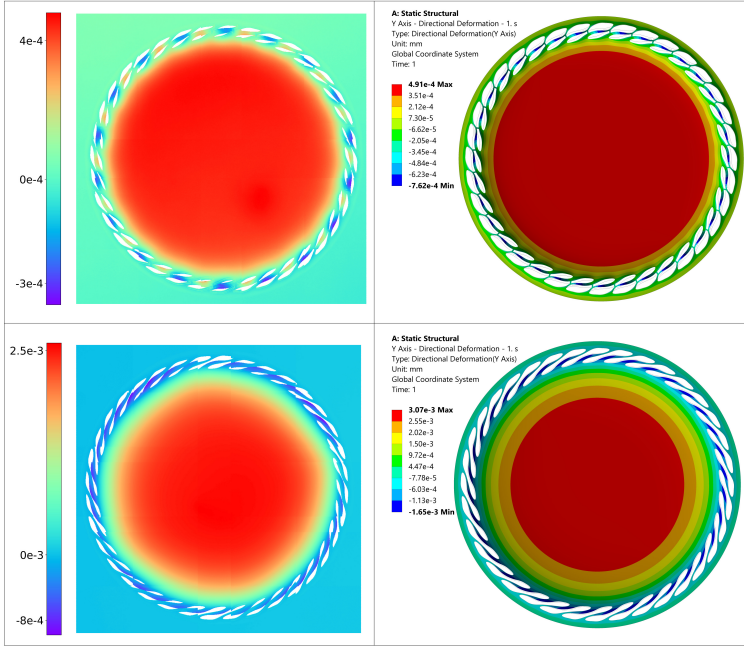 4e-4
0e-4
-3e-4
A: Static Structural
Y Axis - Directional Deformation - 1. s
Type: Directional Deformation(Y Axis)
Unit: mm
Global Coordinate System
Time: 1
4.91e-4 Max
3.51e-4
2.12e-4
7.30e-5
-6.62e-5
-2.05e-4
-3.45e-4
-4.84e-4
-6.23e-4
-7.62e-4 Min
2.5e-3
0e-3
-8e-4
A: Static Structural
Y Axis - Directional Deformation - 1. s
Type: Directional Deformation(Y Axis)
Unit: mm
Global Coordinate System
Time: 1
3.07e-3 Max
2.55e-3
2.02e-3
1.50e-3
9.72e-4
4.47e-4
-7.78e-5
-6.03e-4
-1.13e-3
-1.65e-3 Min